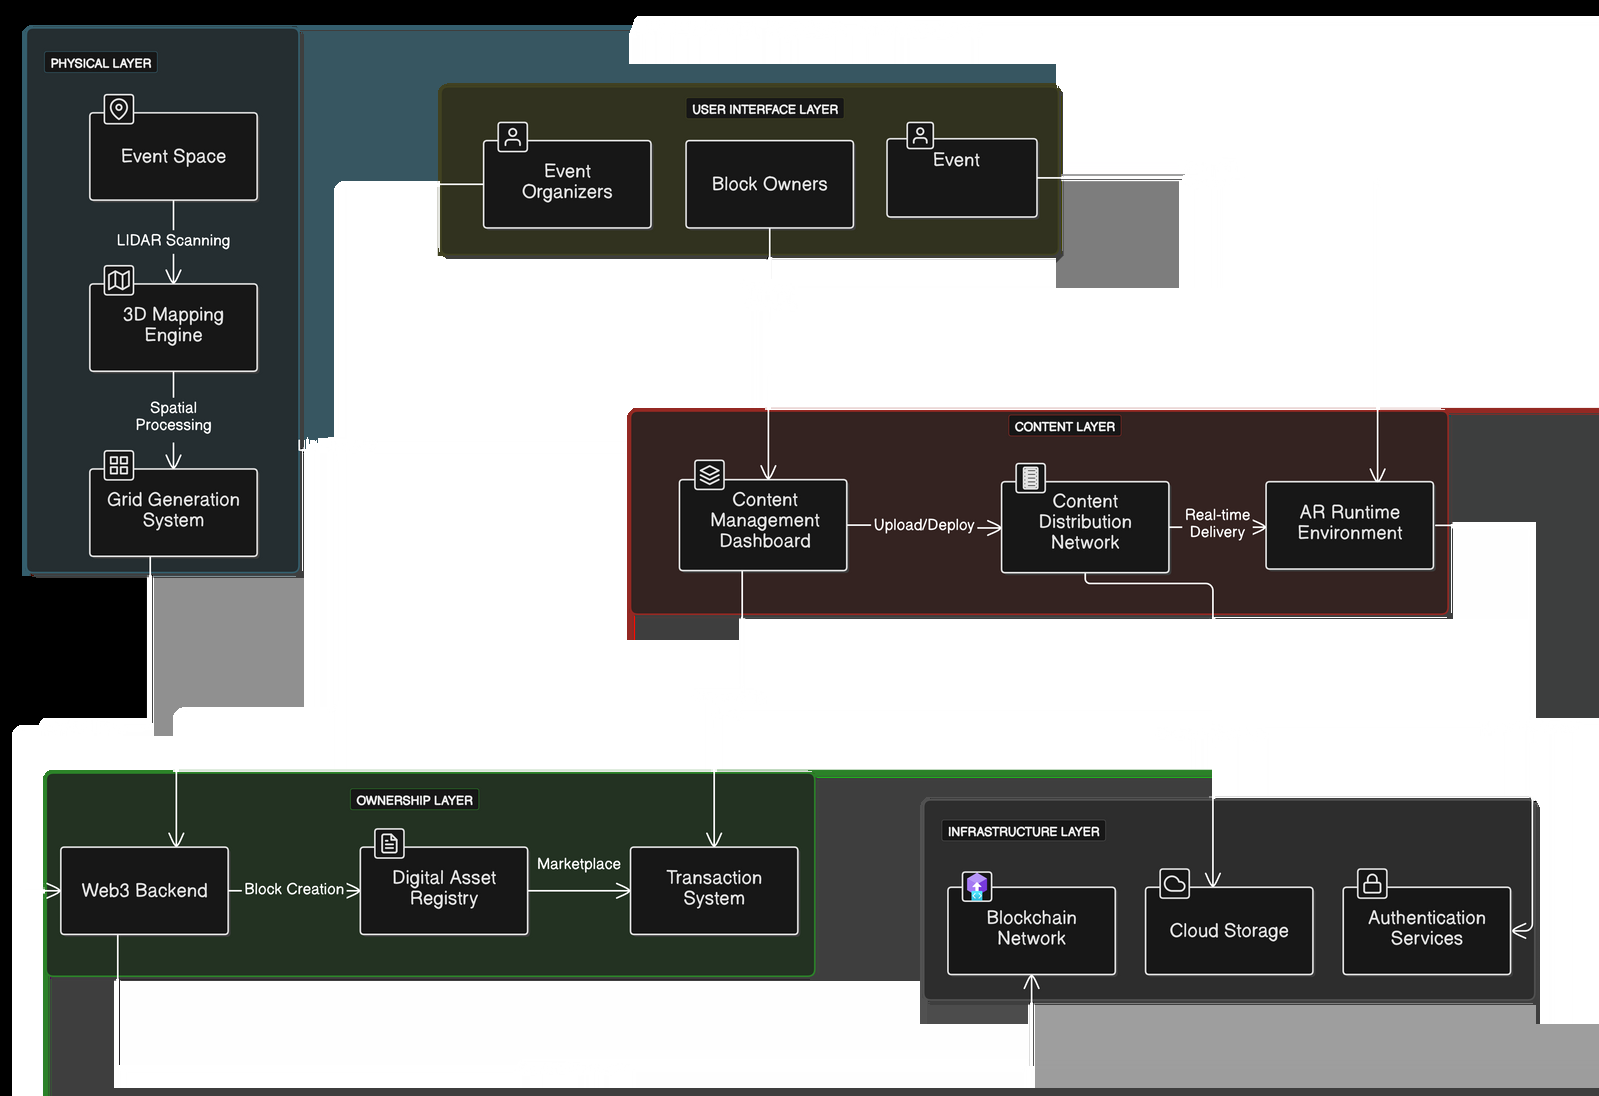 PHYSICAL LAYER
Event Space
LIDAR Scanning
3D Mapping
Engine
Spatial
Processing
Grid Generation
System
USER INTERFACE LAYER
Event
Organizers
Block Owners
Event
CONTENT LAYER
Content
Management
Dashboard
Upload/Deploy
Content
Distribution
Network
Real-time
Delivery
AR Runtime
Environment
OWNERSHIP LAYER
Web3 Backend
Block Creation
Digital Asset
Registry
Marketplace
Transaction
System
INFRASTRUCTURE LAYER
Blockchain
Network
Cloud Storage
Authentication
Services